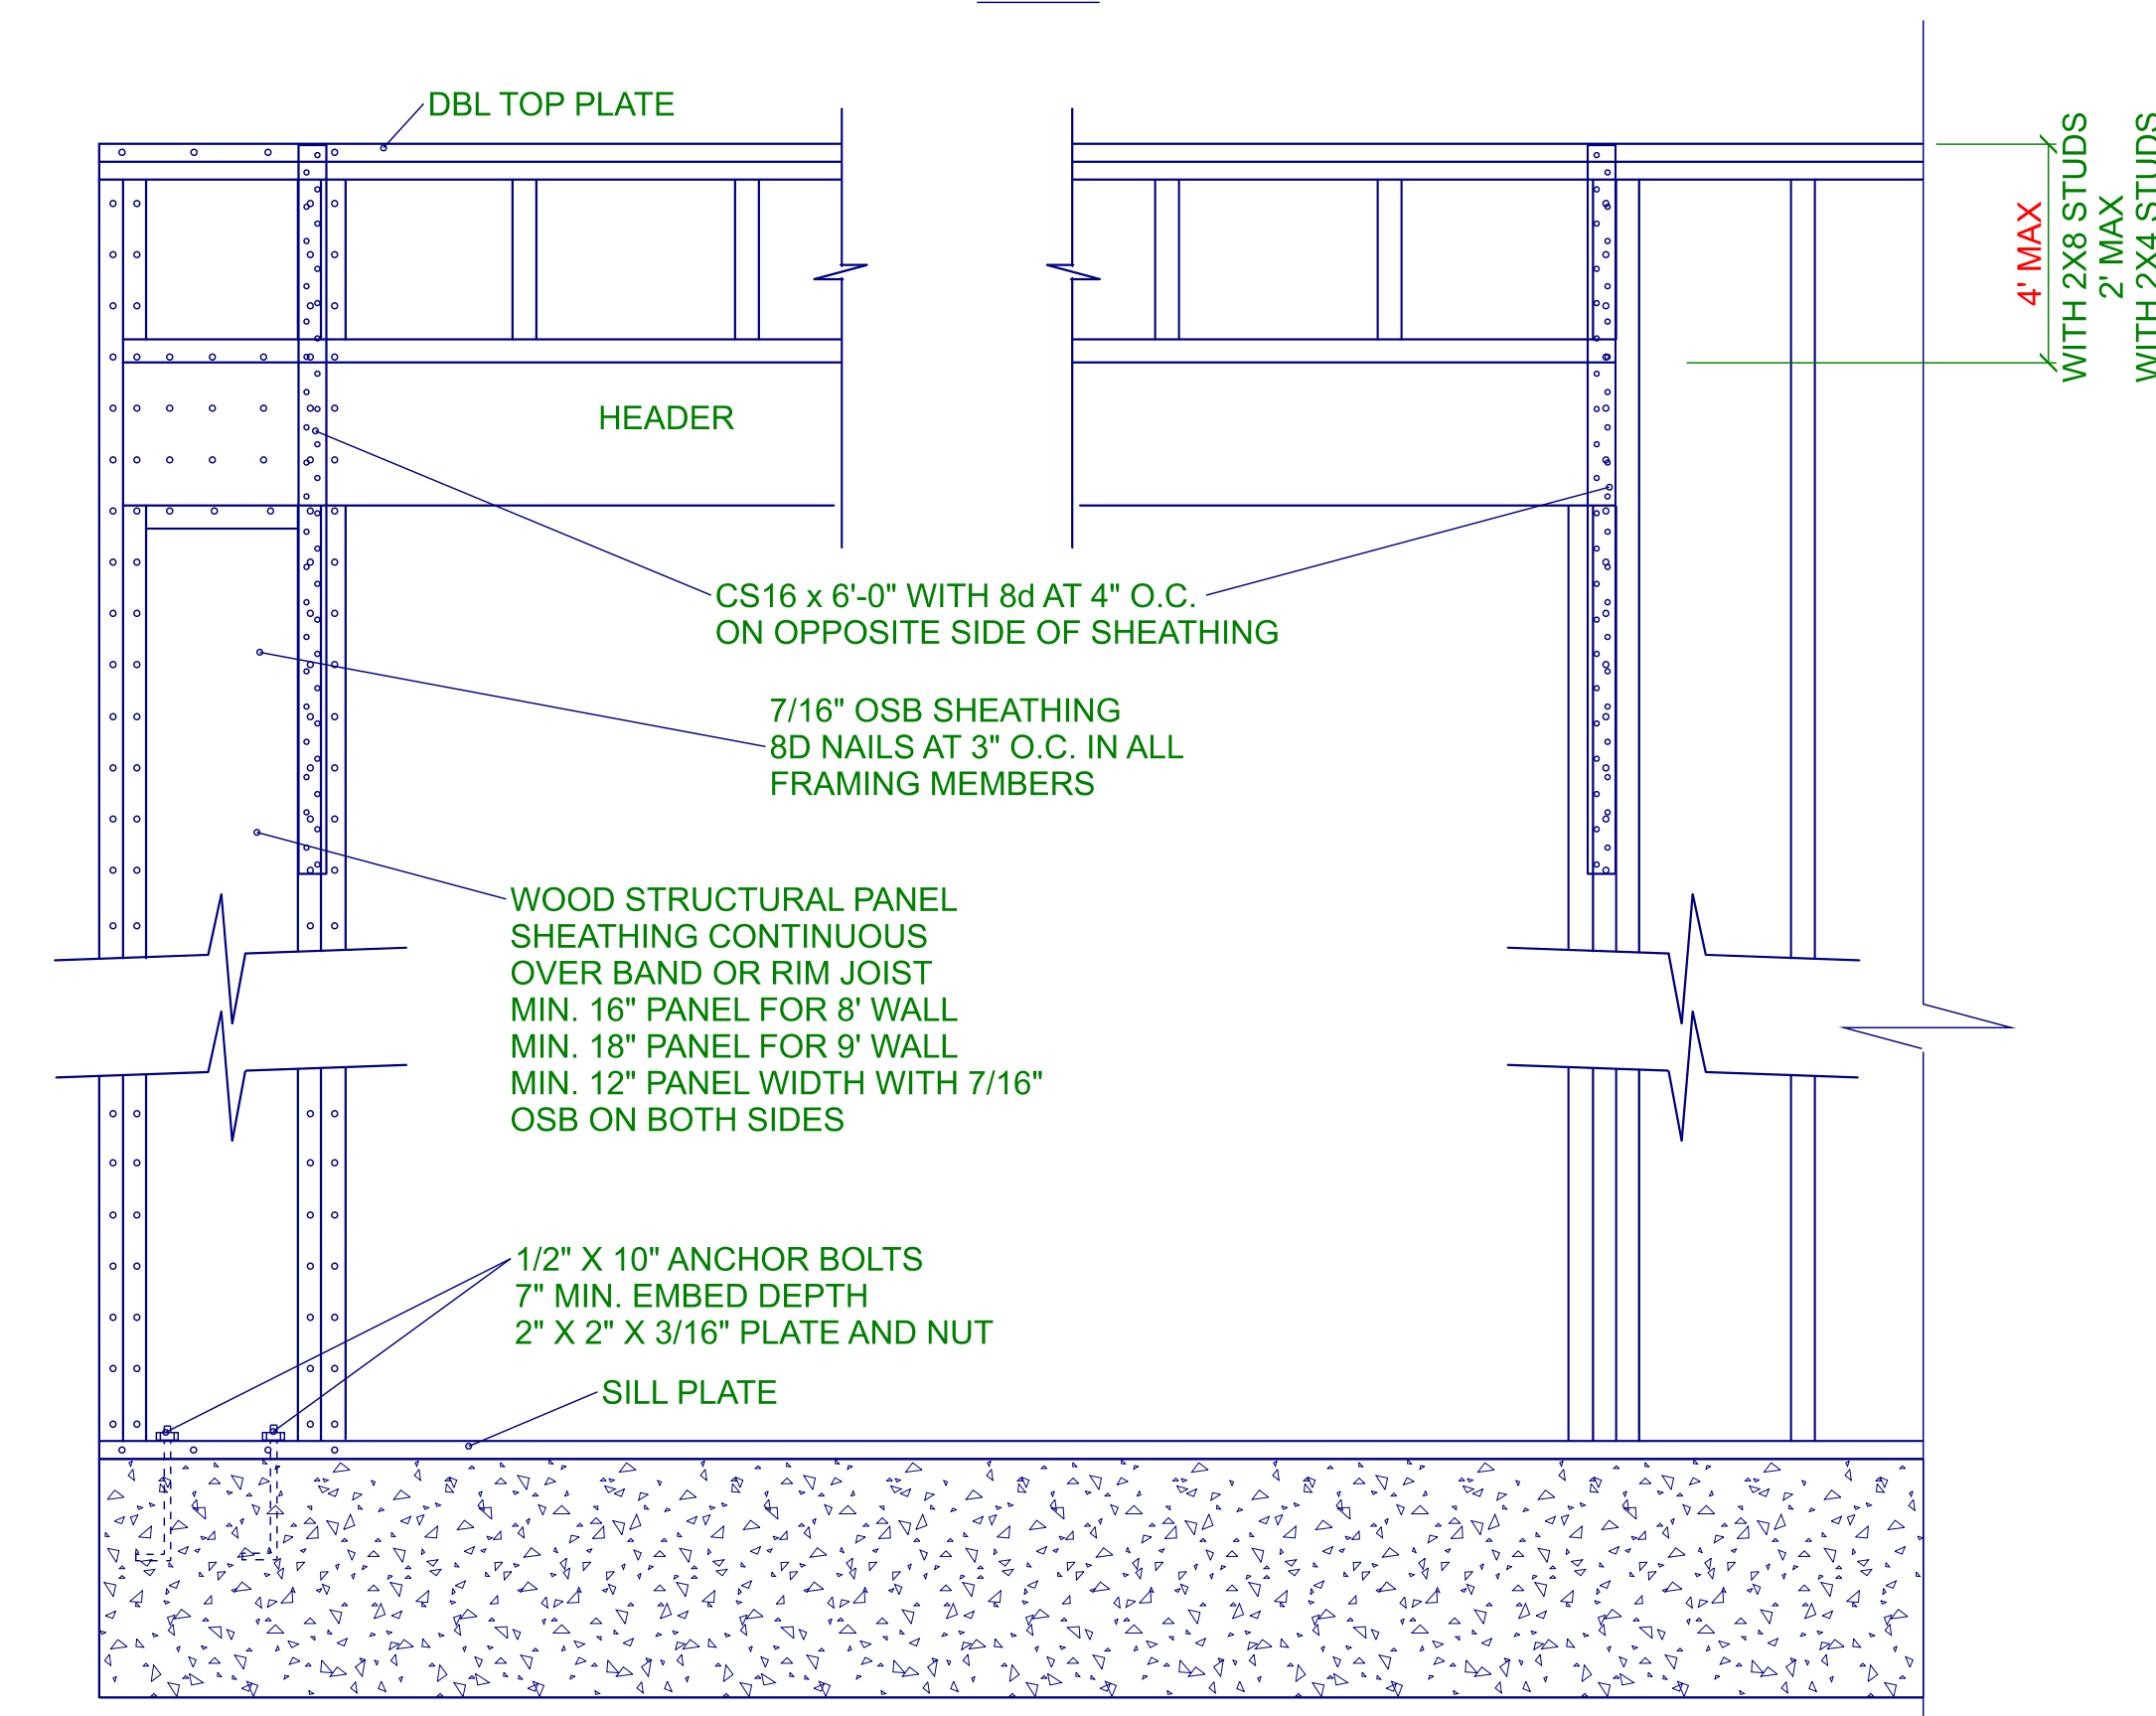 DBL TOP PLATE
4' MAX
WITH 2X8 STUDS
2' MAX
WITH 2X4 STUDS
HEADER
CS16 x 6'-0" WITH 8d AT 4" O.C.
ON OPPOSITE SIDE OF SHEATHING
7/16" OSB SHEATHING
8D NAILS AT 3" O.C. IN ALL
FRAMING MEMBERS
WOOD STRUCTURAL PANEL
SHEATHING CONTINUOUS
OVER BAND OR RIM JOIST
MIN. 16" PANEL FOR 8' WALL
MIN. 18" PANEL FOR 9' WALL
MIN. 12" PANEL WIDTH WITH 7/16"
OSB ON BOTH SIDES
1/2" X 10" ANCHOR BOLTS
7" MIN. EMBED DEPTH
2" X 2" X 3/16" PLATE AND NUT
SILL PLATE